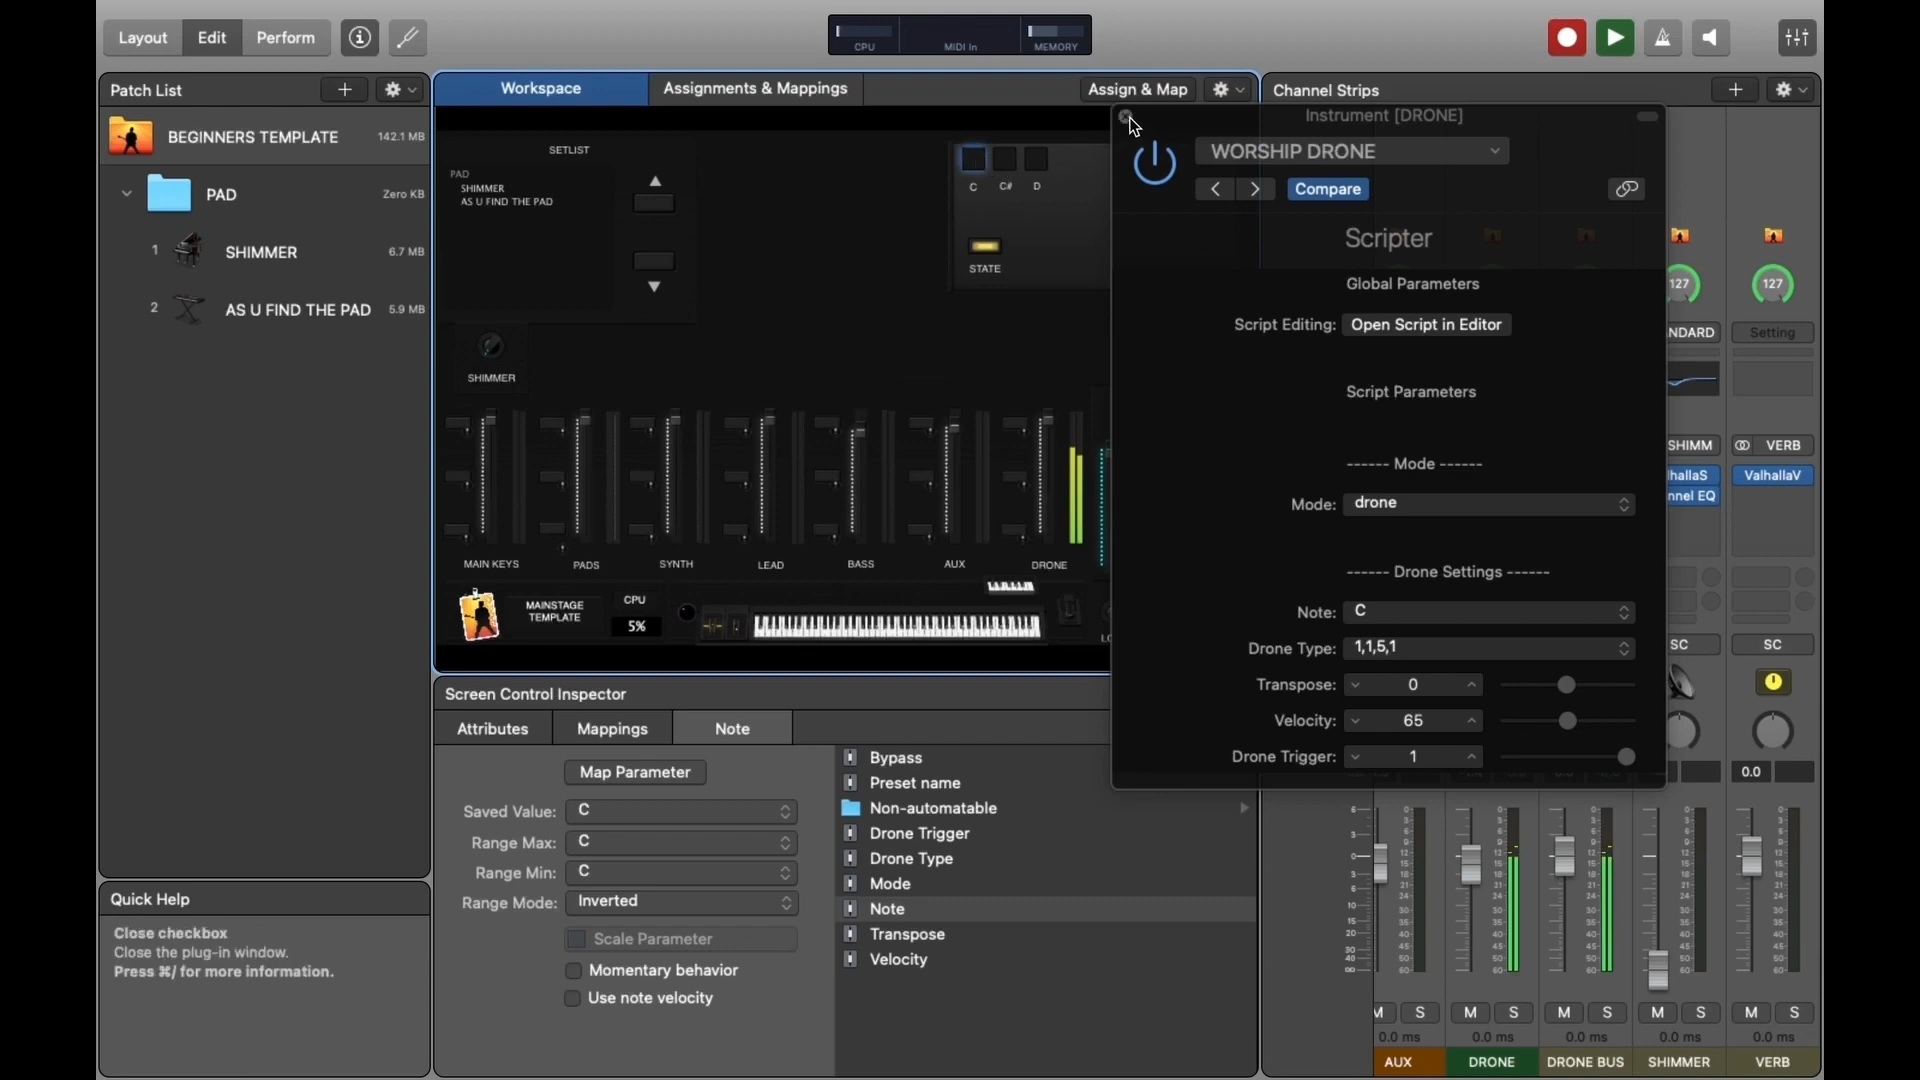 Layout
Edit
Perform
CPU
MIDI In
MEMORY
Patch List
Workspace
Assignments & Mappings
Assign & Map
Channel Strips
BEGINNERS TEMPLATE
142.1 MB
PAD
Zero KB
1
SHIMMER
6.7 MB
2
AS U FIND THE PAD
5.9 MB
SETLIST
PAD
SHIMMER
AS U FIND THE PAD
C
C#
D
STATE
SHIMMER
MAIN KEYS
PADS
SYNTH
LEAD
BASS
AUX
DRONE
MAINSTAGE
TEMPLATE
CPU
5%
Instrument [DRONE]
WORSHIP DRONE
Compare
Scripter
Global Parameters
Script Editing:
Open Script in Editor
Script Parameters
------ Mode ------
Mode:
drone
------ Drone Settings ------
Note:
C
Drone Type:
1,1,5,1
Transpose:
0
Velocity:
65
Drone Trigger:
1
127
127
NDARD
Setting
SHIMM
VERB
lhallaS
ValhallaV
nnel EQ
SC
SC
0.0
Screen Control Inspector
Attributes
Mappings
Note
Map Parameter
Saved Value:
C
Range Max:
C
Range Min:
C
Range Mode:
Inverted
Scale Parameter
Momentary behavior
Use note velocity
Bypass
Preset name
Non-automatable
Drone Trigger
Drone Type
Mode
Note
Transpose
Velocity
Quick Help
Close checkbox
Close the plug-in window.
Press ⌘/ for more information.
M S M S M S M S M S
0.0 ms
0.0 ms
0.0 ms
0.0 ms
0.0 ms
AUX
DRONE
DRONE BUS
SHIMMER
VERB